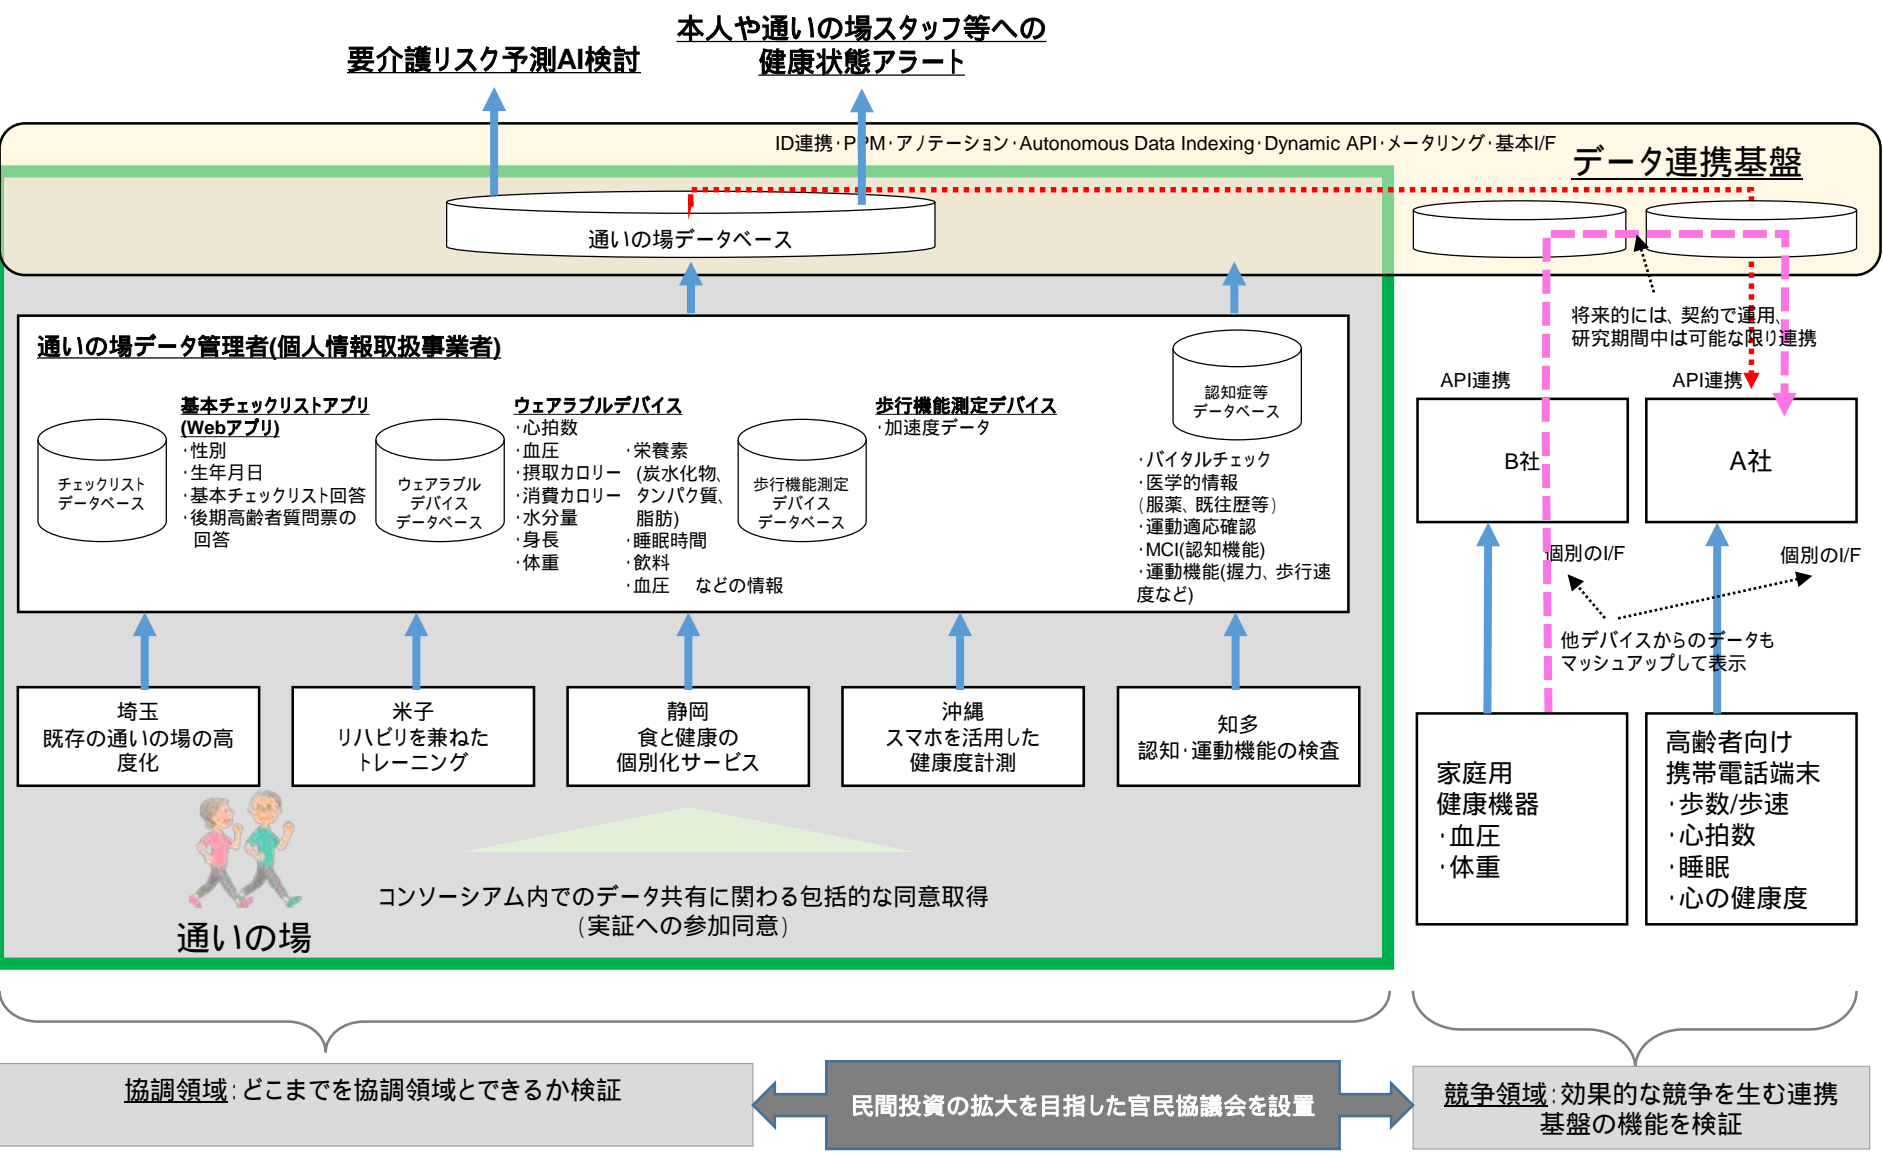 本人や通いの場スタッフ等への
健康状態アラート
要介護リスク予測AI検討
ID連携・PPM・アノテーション・Autonomous Data Indexing・Dynamic API・メータリング・基本I/F
データ連携基盤
通いの場データベース
将来的には、契約で運用、
研究期間中は可能な限り連携
通いの場データ管理者(個人情報取扱事業者)
チェックリスト
データベース
基本チェックリストアプリ
(Webアプリ)
・性別
・生年月日
・基本チェックリスト回答
・後期高齢者質問票の
回答
ウェアラブル
デバイス
データベース
ウェアラブルデバイス
・心拍数
・血圧
・摂取カロリー
・消費カロリー
・水分量
・身長
・体重
・栄養素
(炭水化物、
タンパク質、
脂肪)
・睡眠時間
・飲料
・血圧 などの情報
歩行機能測定
デバイス
データベース
歩行機能測定デバイス
・加速度データ
認知症等
データベース
・バイタルチェック
・医学的情報
(服薬、既往歴等)
・運動適応確認
・MCI(認知機能)
・運動機能(握力、歩行速
度など)
API連携
API連携
B社
A社
個別のI/F
個別のI/F
他デバイスからのデータも
マッシュアップして表示
埼玉
既存の通いの場の高
度化
米子
リハビリを兼ねた
トレーニング
静岡
食と健康の
個別化サービス
沖縄
スマホを活用した
健康度計測
知多
認知・運動機能の検査
家庭用
健康機器
・血圧
・体重
高齢者向け
携帯電話端末
・歩数/歩速
・心拍数
・睡眠
・心の健康度
通いの場
コンソーシアム内でのデータ共有に関わる包括的な同意取得
(実証への参加同意)
協調領域：どこまでを協調領域とできるか検証
民間投資の拡大を目指した官民協議会を設置
競争領域：効果的な競争を生む連携
基盤の機能を検証